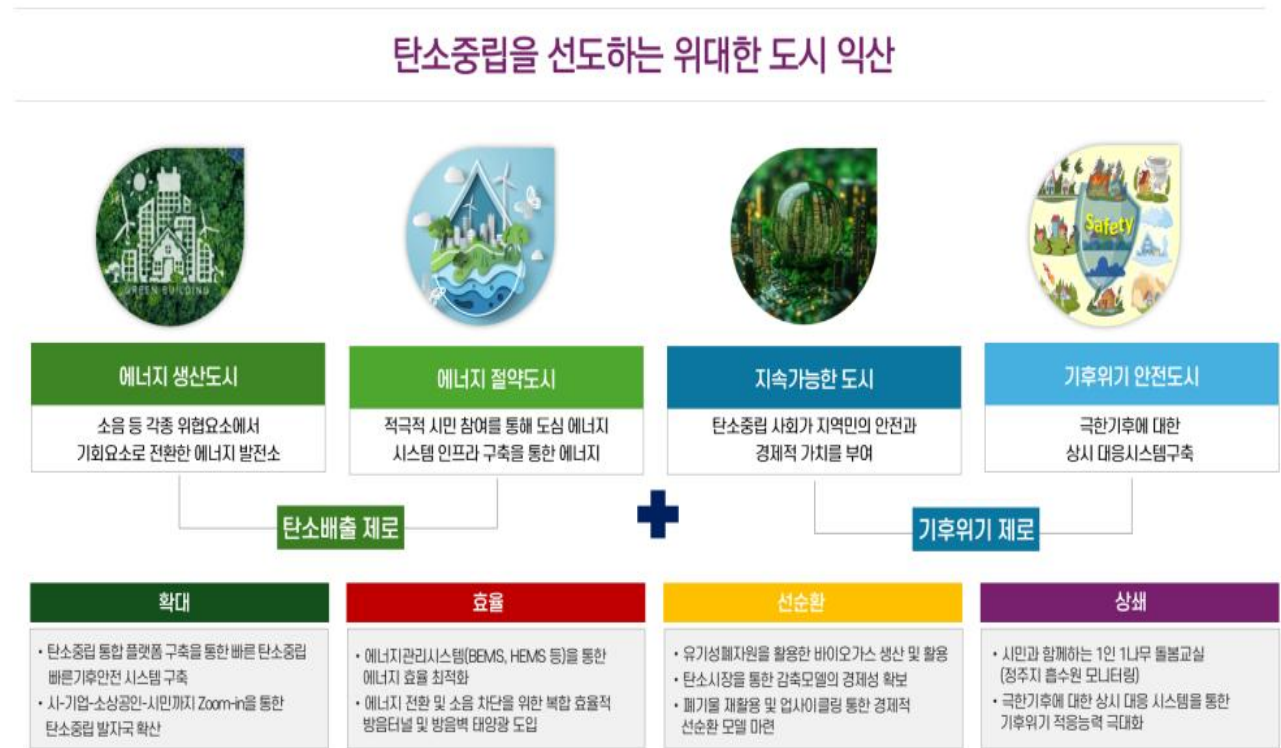 탄소중립을 선도하는 위대한 도시 익산
GREEN BUILDING
Safety
에너지 생산도시
소음 등 각종 위협요소에서
기회요소로 전환한 에너지 발전소
에너지 절약도시
적극적 시민 참여를 통해 도심 에너지
시스템 인프라 구축을 통한 에너지
지속가능한 도시
탄소중립 사회가 지역민의 안전과
경제적 가치를 부여
기후위기 안전도시
극한기후에 대한
상시 대응시스템구축
탄소배출 제로
기후위기 제로
확대
• 탄소중립 통합 플랫폼 구축을 통한 빠른 탄소중립
빠른기후안전 시스템 구축
• 시-기업-소상공인-시민까지 Zoom-in을 통한
탄소중립 발자국 확산
효율
• 에너지관리시스템(BEMS, HEMS 등)을 통한
에너지 효율 최적화
• 에너지 전환 및 소음 차단을 위한 복합 효율적
방음터널 및 방음벽 태양광 도입
선순환
• 유기성폐자원을 활용한 바이오가스 생산 및 활용
• 탄소시장을 통한 감축모델의 경제성 확보
• 폐기물 재활용 및 업사이클링 통한 경제적
선순환 모델 마련
상쇄
• 시민과 함께하는 1인 1나무 돌봄교실
(정주지 흡수원 모니터링)
• 극한기후에 대한 상시 대응 시스템을 통한
기후위기 적응능력 극대화